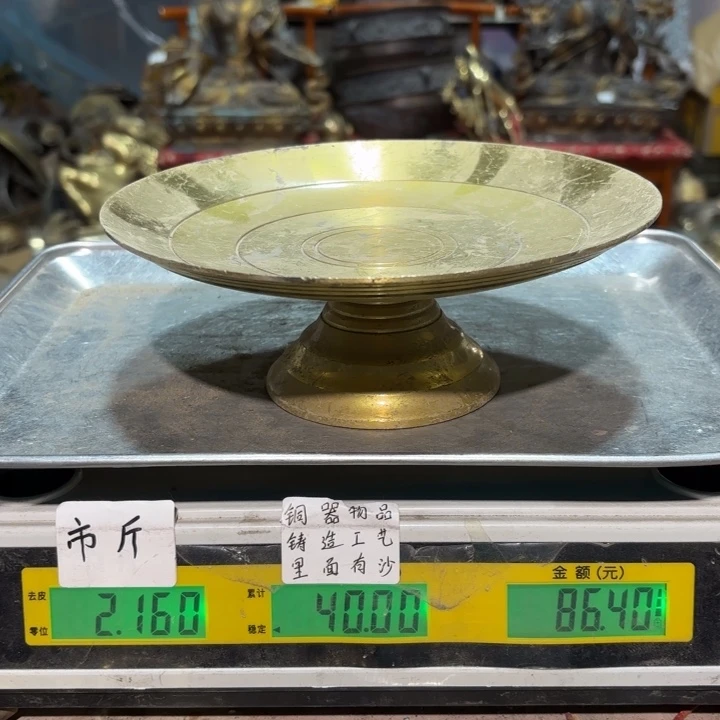 市斤
铜器物品
铸造工艺
里面有沙
金额(元)
去皮
零位
2.160
累计
稳定
40.00
86.40